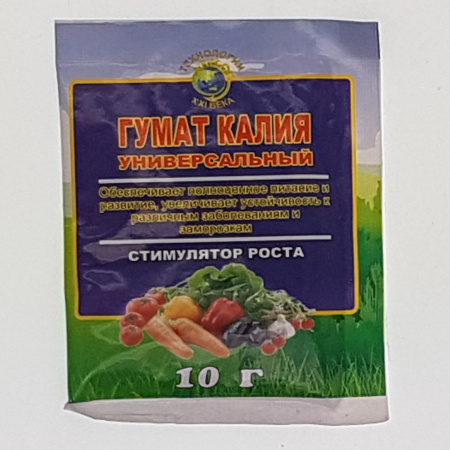 ТЕХНОЛОГИИ
XXI ВЕКА
ГУМАТ КАЛИЯ
УНИВЕРСАЛЬНЫЙ
Обеспечивает полноценное питание и
развитие, увеличивает устойчивость к
различным заболеваниям и
заморозкам
СТИМУЛЯТОР РОСТА
10 г